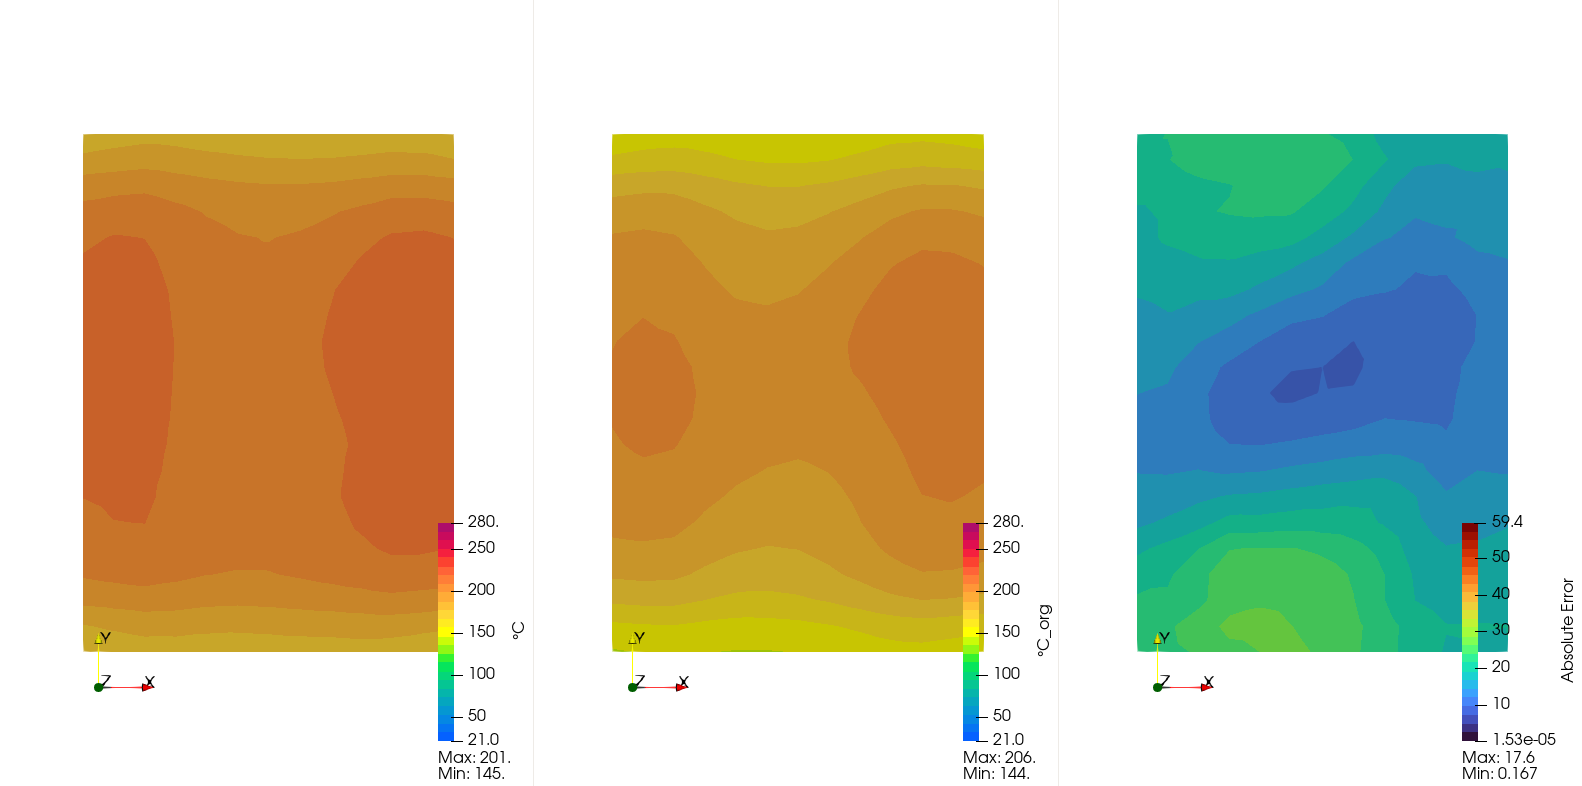 280.
250
200
150
100
50
21.0
°C
Max: 201.
Min: 145.
Y
Z
X
280.
250
200
150
100
50
21.0
°C_org
Max: 206.
Min: 144.
Y
Z
X
59.4
50
40
30
20
10
1.53e-05
Absolute Error
Max: 17.6
Min: 0.167
Y
Z
X